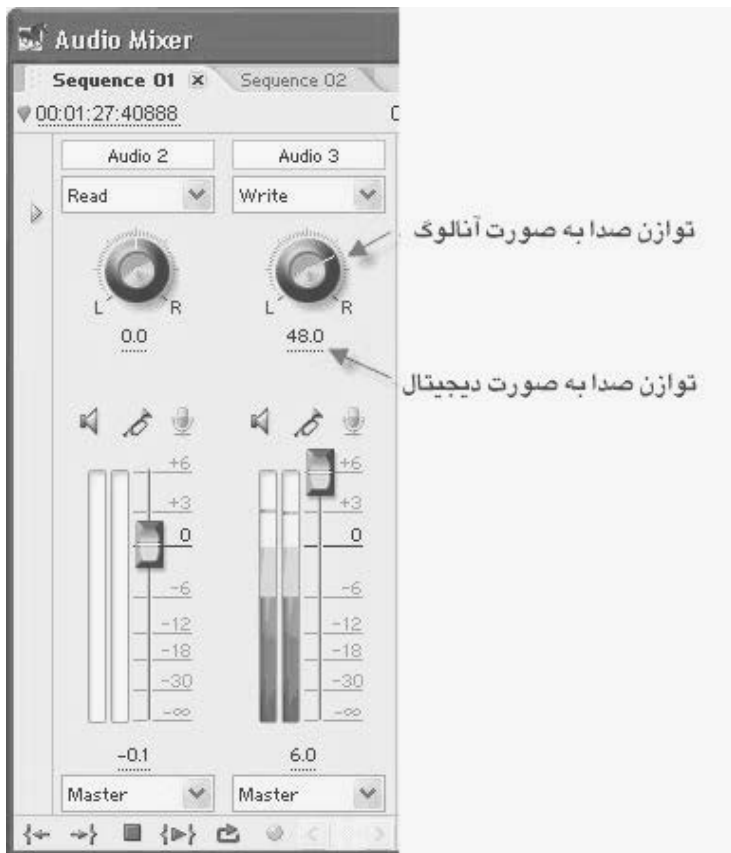 Audio Mixer
Sequence 01 × Sequence 02
00:01:27:40888
Audio 2 Audio 3
Read Write
توازن صدا به صورت آنالوگ
L R L R
0.0 48.0
توازن صدا به صورت دیجیتال
+6 +6
+3 +3
0 0
-6 -6
-12 -12
-18 -18
-30 -30
-∞ -∞
-0.1 6.0
Master Master